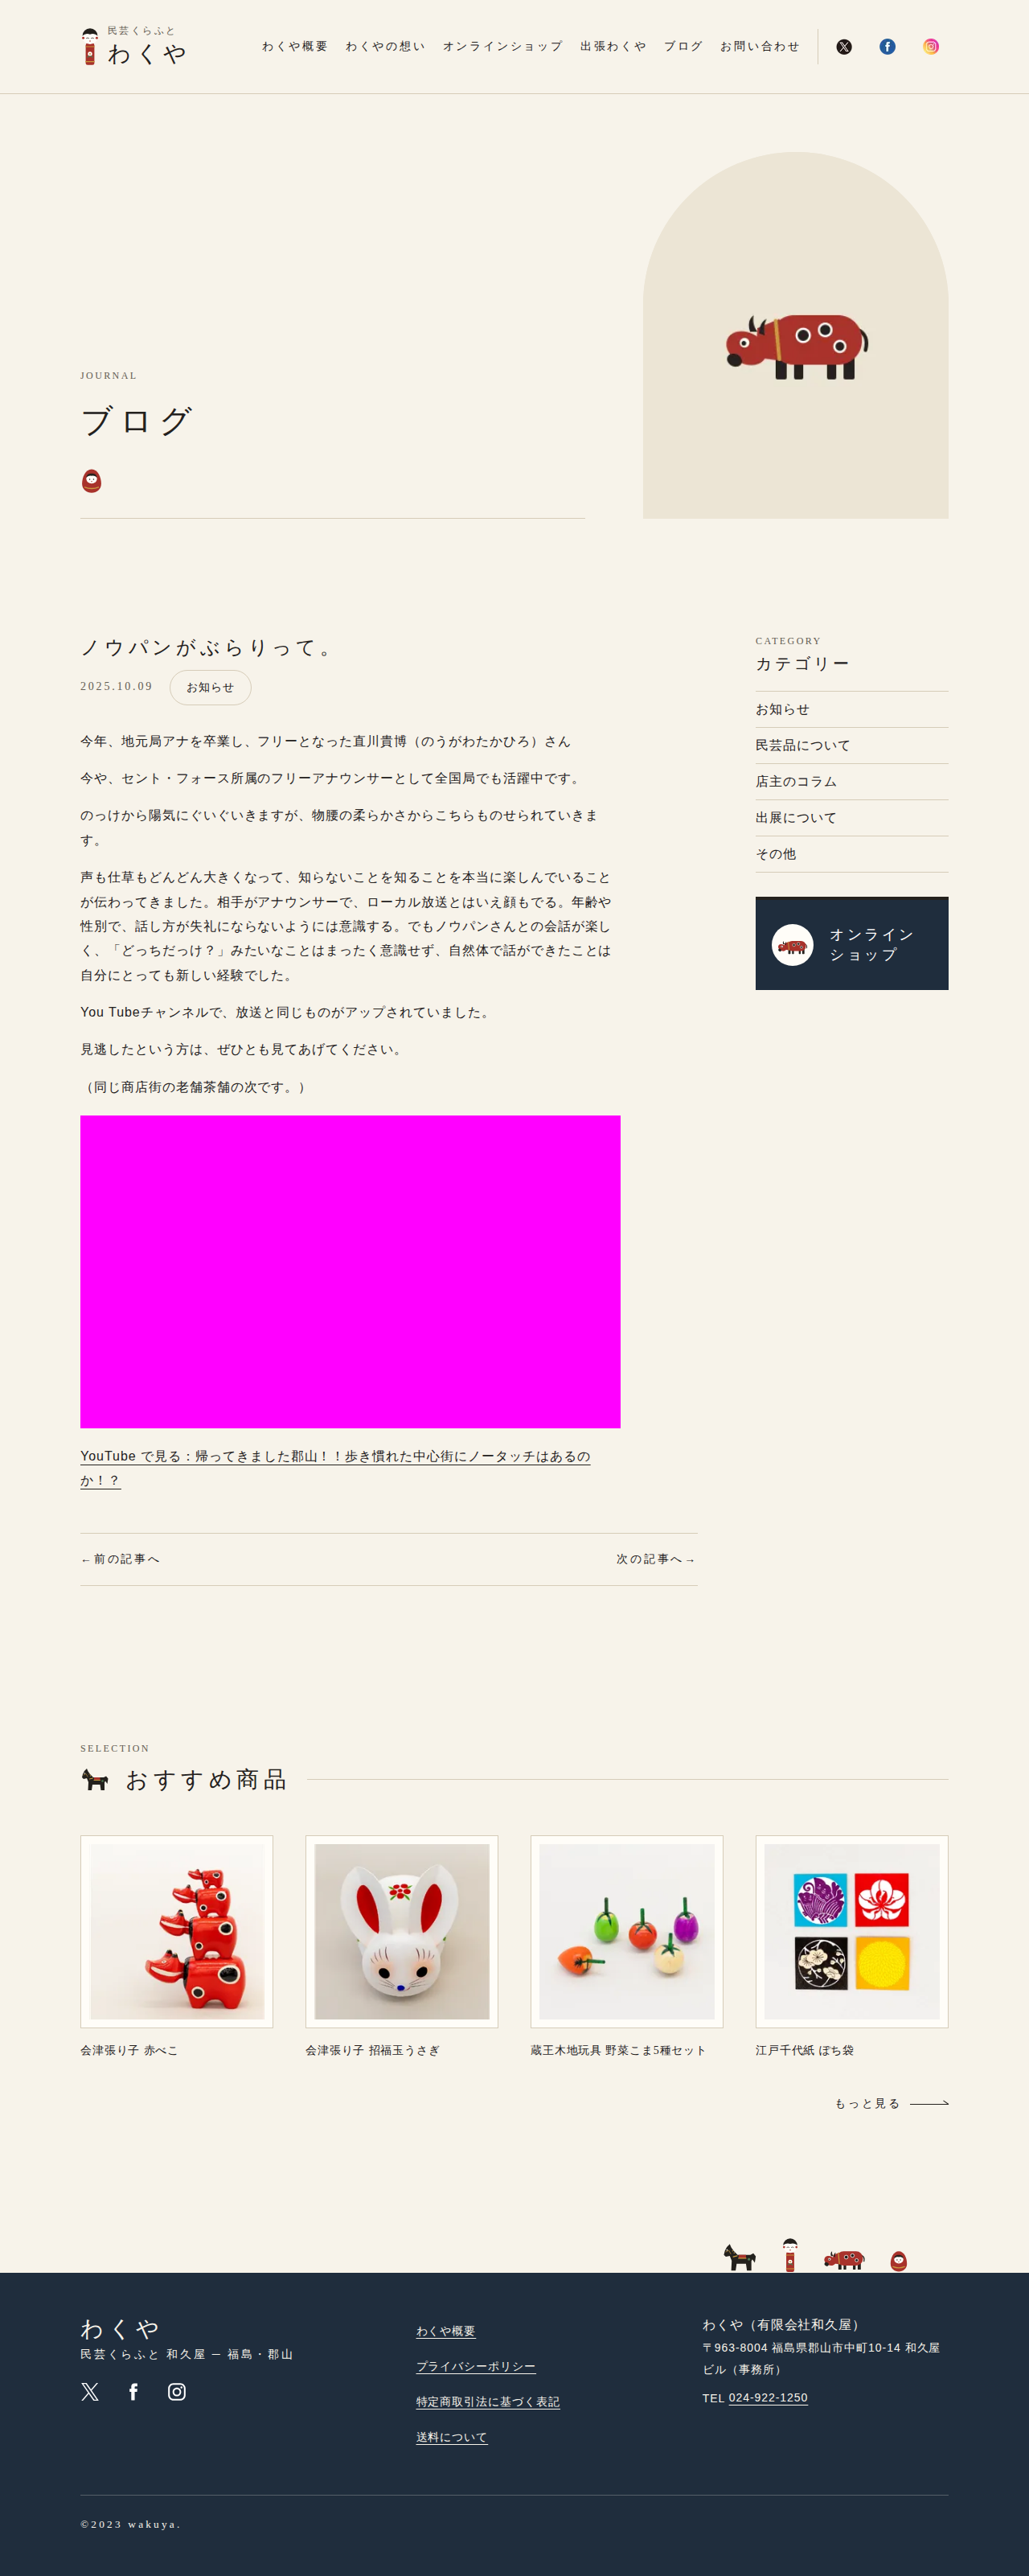 民芸くらふと
わくや
わくや概要 わくやの想い オンラインショップ 出張わくや ブログ お問い合わせ
JOURNAL
ブログ
ノウパンがぶらりって。
2025.10.09 お知らせ
今年、地元局アナを卒業し、フリーとなった直川貴博（のうがわたかひろ）さん
今や、セント・フォース所属のフリーアナウンサーとして全国局でも活躍中です。
のっけから陽気にぐいぐいきますが、物腰の柔らかさからこちらものせられていきま
す。
声も仕草もどんどん大きくなって、知らないことを知ることを本当に楽しんでいること
が伝わってきました。相手がアナウンサーで、ローカル放送とはいえ顔もでる。年齢や
性別で、話し方が失礼にならないようには意識する。でもノウパンさんとの会話が楽し
く、「どっちだっけ？」みたいなことはまったく意識せず、自然体で話ができたことは
自分にとっても新しい経験でした。
You Tubeチャンネルで、放送と同じものがアップされていました。
見逃したという方は、ぜひとも見てあげてください。
（同じ商店街の老舗茶舗の次です。）
YouTube で見る：帰ってきました郡山！！歩き慣れた中心街にノータッチはあるの
か！？
←前の記事へ
次の記事へ→
CATEGORY
カテゴリー
お知らせ
民芸品について
店主のコラム
出展について
その他
オンライン
ショップ
SELECTION
おすすめ商品
会津張り子 赤べこ
会津張り子 招福玉うさぎ
蔵王木地玩具 野菜こま5種セット
江戸千代紙 ぽち袋
もっと見る
わくや
民芸くらふと 和久屋 ─ 福島・郡山
わくや概要
プライバシーポリシー
特定商取引法に基づく表記
送料について
わくや（有限会社和久屋）
〒963-8004 福島県郡山市中町10-14 和久屋
ビル（事務所）
TEL 024-922-1250
©2023 wakuya.